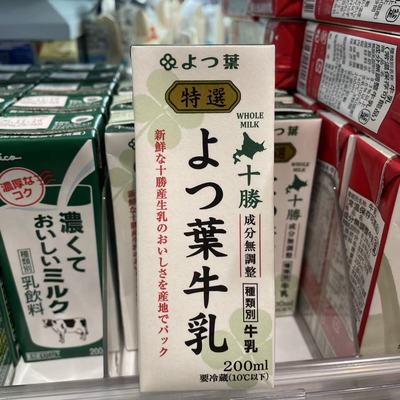 よつ葉
特選
WHOLE
MILK
十勝
成分無調整
種類別 牛乳
よつ葉牛乳
新鮮な十勝産生乳のおいしさを産地でパック
200ml
要冷蔵(10℃以下)
濃厚な
コク
濃くて
おいしいミルク
種類別
乳飲料